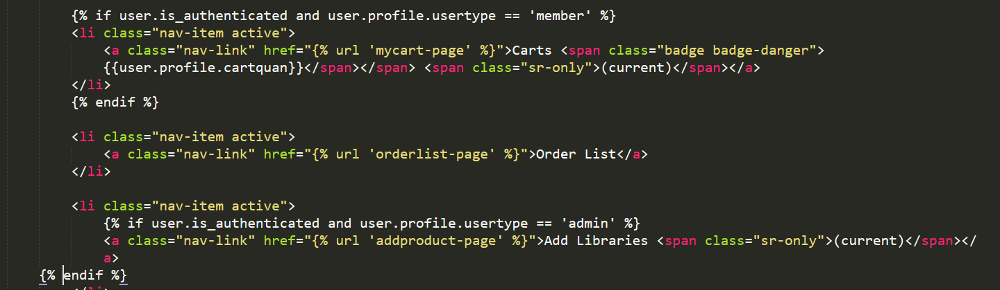 {% if user.is_authenticated and user.profile.usertype == 'member' %}
<li class="nav-item active">
<a class="nav-link" href="{% url 'mycart-page' %}">Carts <span class="badge badge-danger">
{{user.profile.cartquan}}</span></span> <span class="sr-only">(current)</span></a>
</li>
{% endif %}
<li class="nav-item active">
<a class="nav-link" href="{% url 'orderlist-page' %}">Order List</a>
</li>
<li class="nav-item active">
{% if user.is_authenticated and user.profile.usertype == 'admin' %}
<a class="nav-link" href="{% url 'addproduct-page' %}">Add Libraries <span class="sr-only">(current)</span></
a>
{% endif %}
</li>